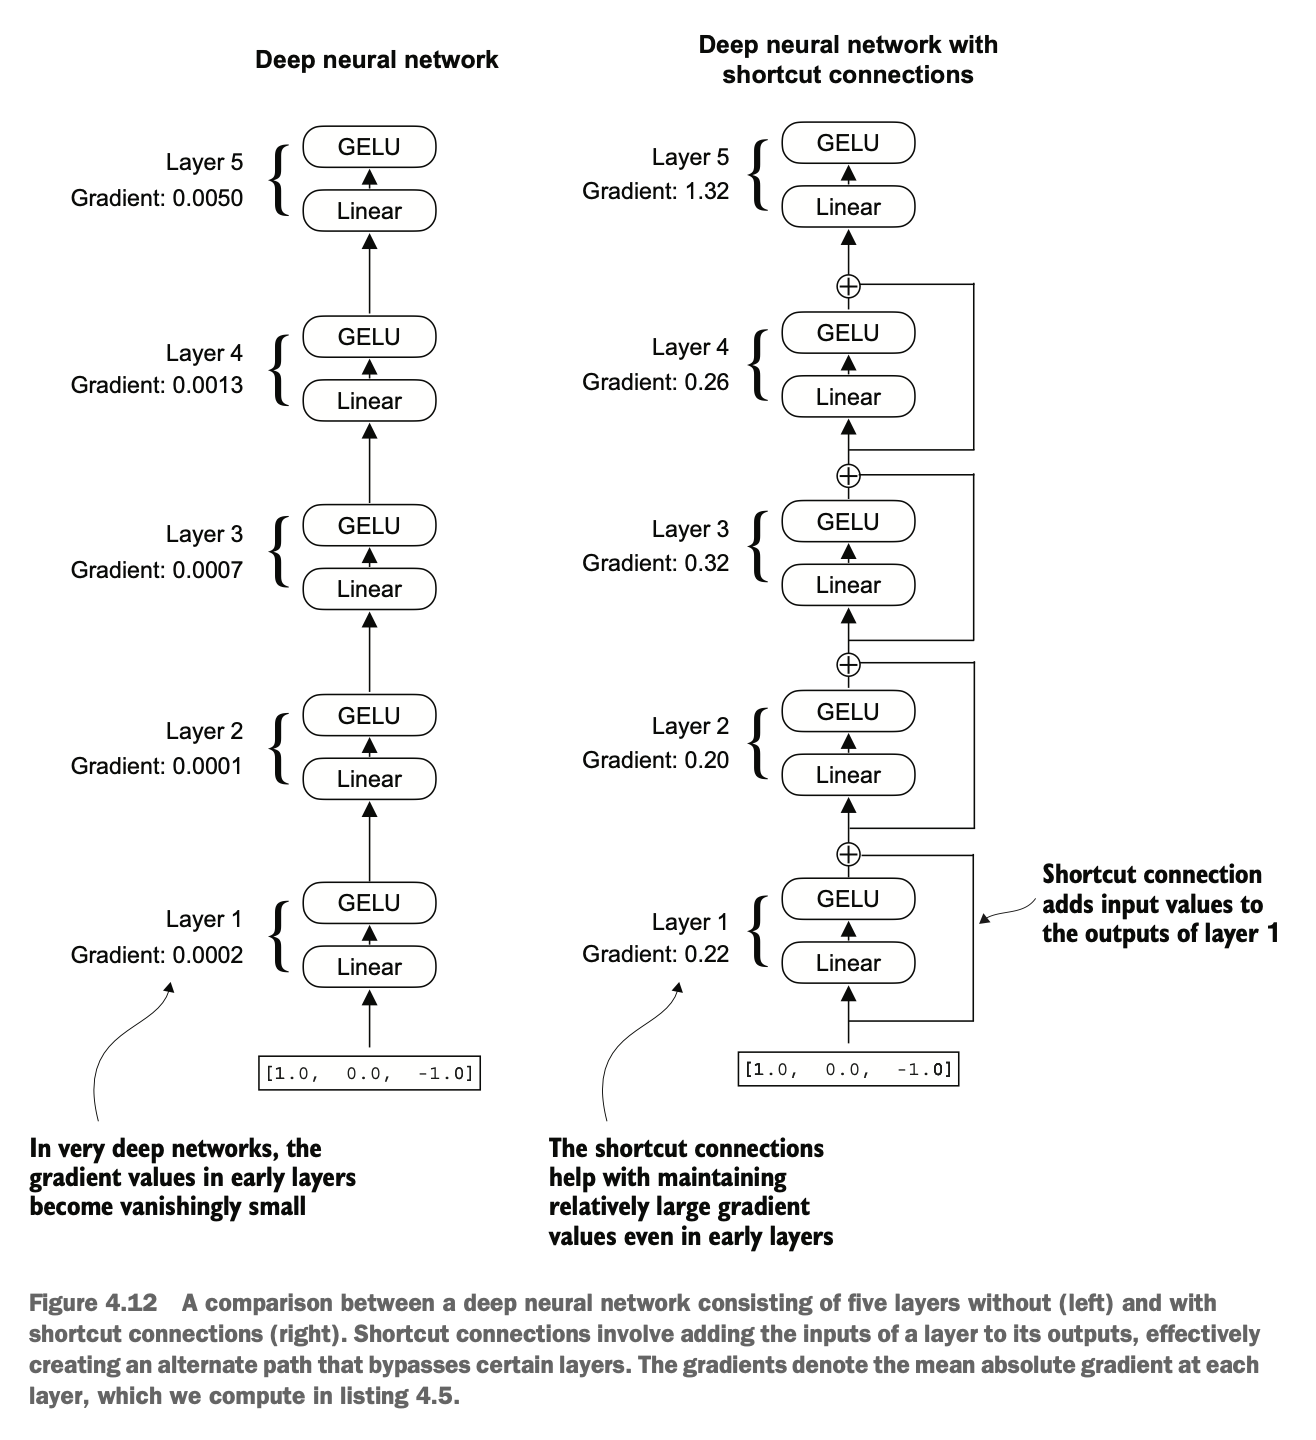 Deep neural network
Layer 5
Gradient: 0.0050
GELU
Linear
Layer 4
Gradient: 0.0013
GELU
Linear
Layer 3
Gradient: 0.0007
GELU
Linear
Layer 2
Gradient: 0.0001
GELU
Linear
Layer 1
Gradient: 0.0002
GELU
Linear
[1.0, 0.0, -1.0]
In very deep networks, the
gradient values in early layers
become vanishingly small
Deep neural network with
shortcut connections
Layer 5
Gradient: 1.32
GELU
Linear
Layer 4
Gradient: 0.26
GELU
Linear
Layer 3
Gradient: 0.32
GELU
Linear
Layer 2
Gradient: 0.20
GELU
Linear
Layer 1
Gradient: 0.22
GELU
Linear
[1.0, 0.0, -1.0]
Shortcut connection
adds input values to
the outputs of layer 1
The shortcut connections
help with maintaining
relatively large gradient
values even in early layers
Figure 4.12 A comparison between a deep neural network consisting of five layers without (left) and with
shortcut connections (right). Shortcut connections involve adding the inputs of a layer to its outputs, effectively
creating an alternate path that bypasses certain layers. The gradients denote the mean absolute gradient at each
layer, which we compute in listing 4.5.